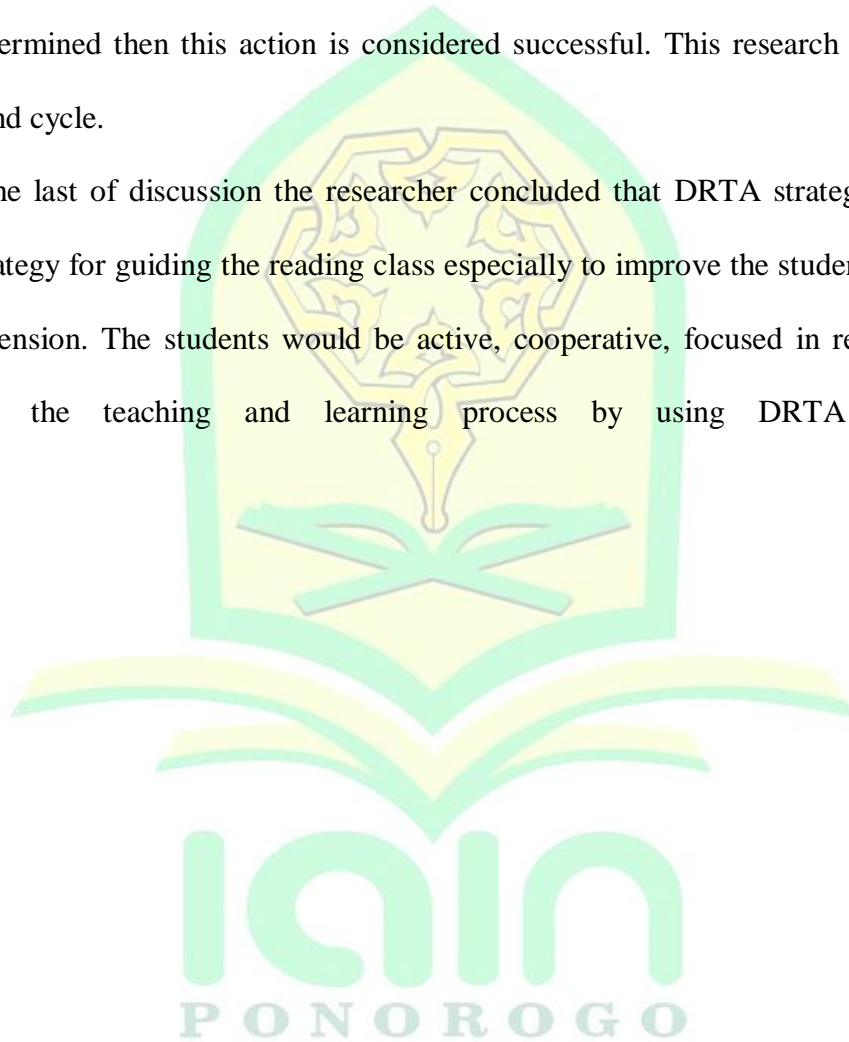 ermined then this action is considered successful. This research
nd cycle.
ne last of discussion the researcher concluded that DRTA strateg
ategy for guiding the reading class especially to improve the studen
ension. The students would be active, cooperative, focused in re
the teaching and learning process by using DRTA
iain
PONOROGO